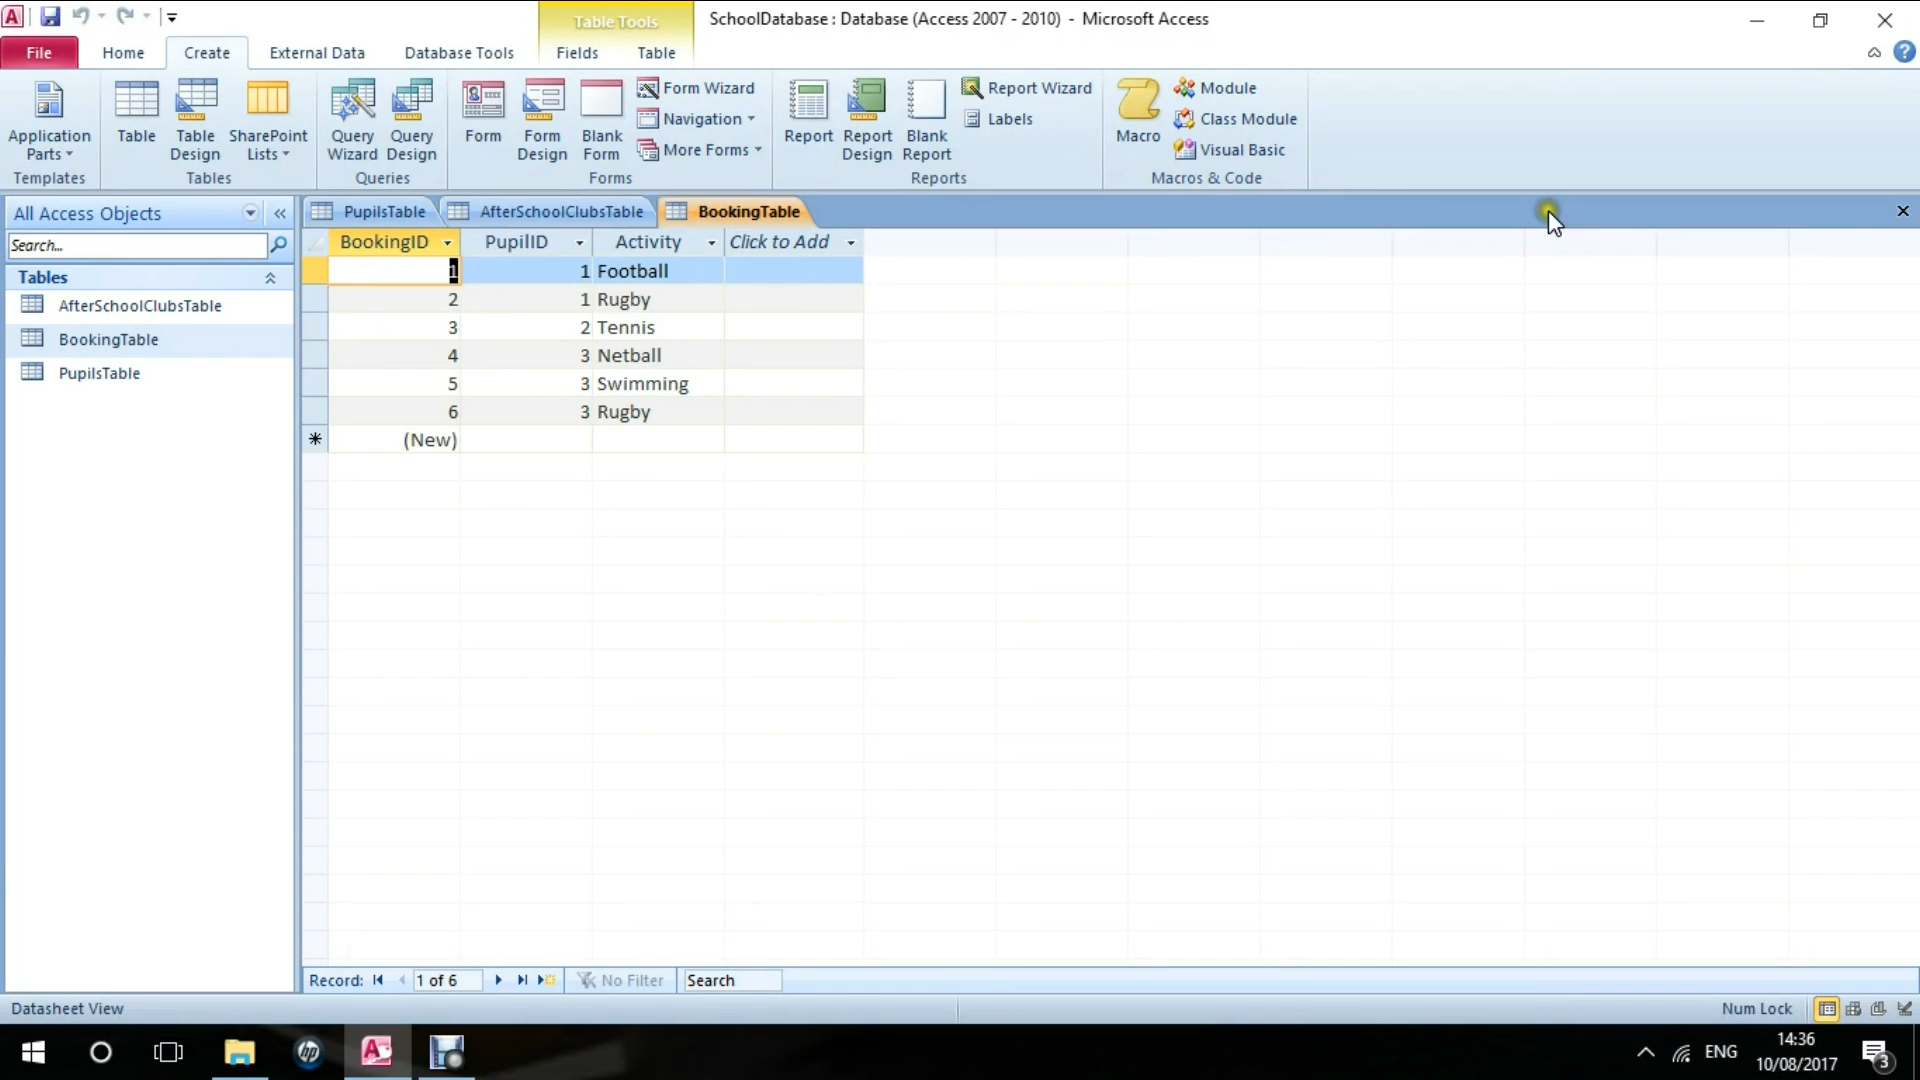 Table Tools
SchoolDatabase : Database (Access 2007 - 2010) - Microsoft Access
File Home Create External Data Database Tools Fields Table
Application Parts
Table
Table Design
SharePoint Lists
Query Wizard
Query Design
Form
Form Design
Blank Form
Form Wizard
Navigation
More Forms
Report
Report Design
Blank Report
Report Wizard
Labels
Macro
Module
Class Module
Visual Basic
Templates Tables Queries Forms Reports Macros & Code
All Access Objects
Search...
Tables
AfterSchoolClubsTable
BookingTable
PupilsTable
PupilsTable AfterSchoolClubsTable BookingTable
BookingID PupilID Activity Click to Add
1 1 Football
2 1 Rugby
3 2 Tennis
4 3 Netball
5 3 Swimming
6 3 Rugby
(New)
Record: 1 of 6 No Filter Search
Datasheet View Num Lock
hp
ENG
14:36
10/08/2017
3